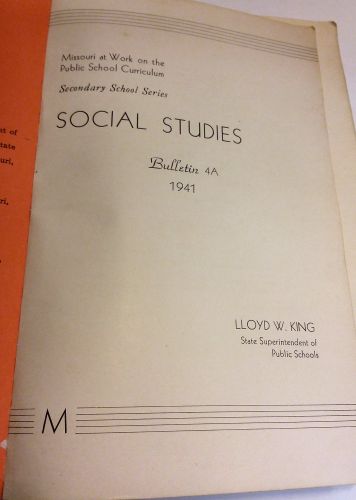 Missouri at Work on the
Public School Curriculum
Secondary School Series
SOCIAL STUDIES
Bulletin 4A
1941
LLOYD W. KING
State Superintendent of
Public Schools
M
of